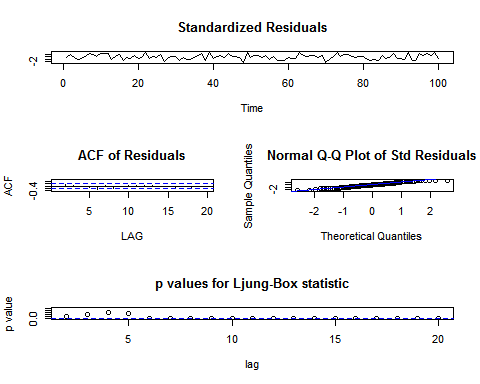 Standardized Residuals
-2
0 20 40 60 80 100
Time
ACF of Residuals
ACF
-0.4
5 10 15 20
LAG
Normal Q-Q Plot of Std Residuals
Sample Quantiles
-2
-2 -1 0 1 2
Theoretical Quantiles
p values for Ljung-Box statistic
p value
0.0
5 10 15 20
lag